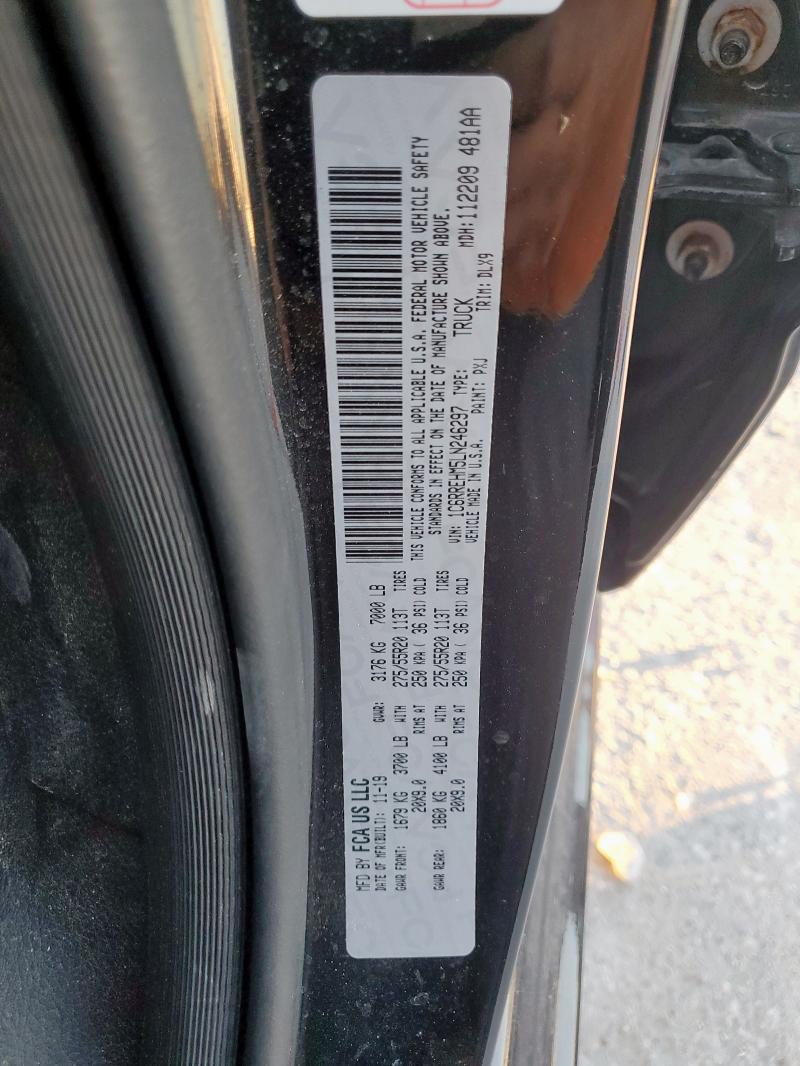 MFD BY FCA US LLC
DATE OF MFR(BUILT): 11-19 GVWR: 3176 KG 7000 LB
GAWR FRONT: 1679 KG 3700 LB WITH 275/55R20 113T TIRES
20X9.0 RIMS AT 250 KPA ( 36 PSI) COLD
GAWR REAR: 1860 KG 4100 LB WITH 275/55R20 113T TIRES
20X9.0 RIMS AT 250 KPA ( 36 PSI) COLD
THIS VEHICLE CONFORMS TO ALL APPLICABLE U.S.A. FEDERAL MOTOR VEHICLE SAFETY
STANDARDS IN EFFECT ON THE DATE OF MANUFACTURE SHOWN ABOVE.
VIN: 1C6RREHM5LN246297 TYPE: TRUCK MDH: 112209 481AA
VEHICLE MADE IN U.S.A. PAINT: PXJ TRIM: DLX9